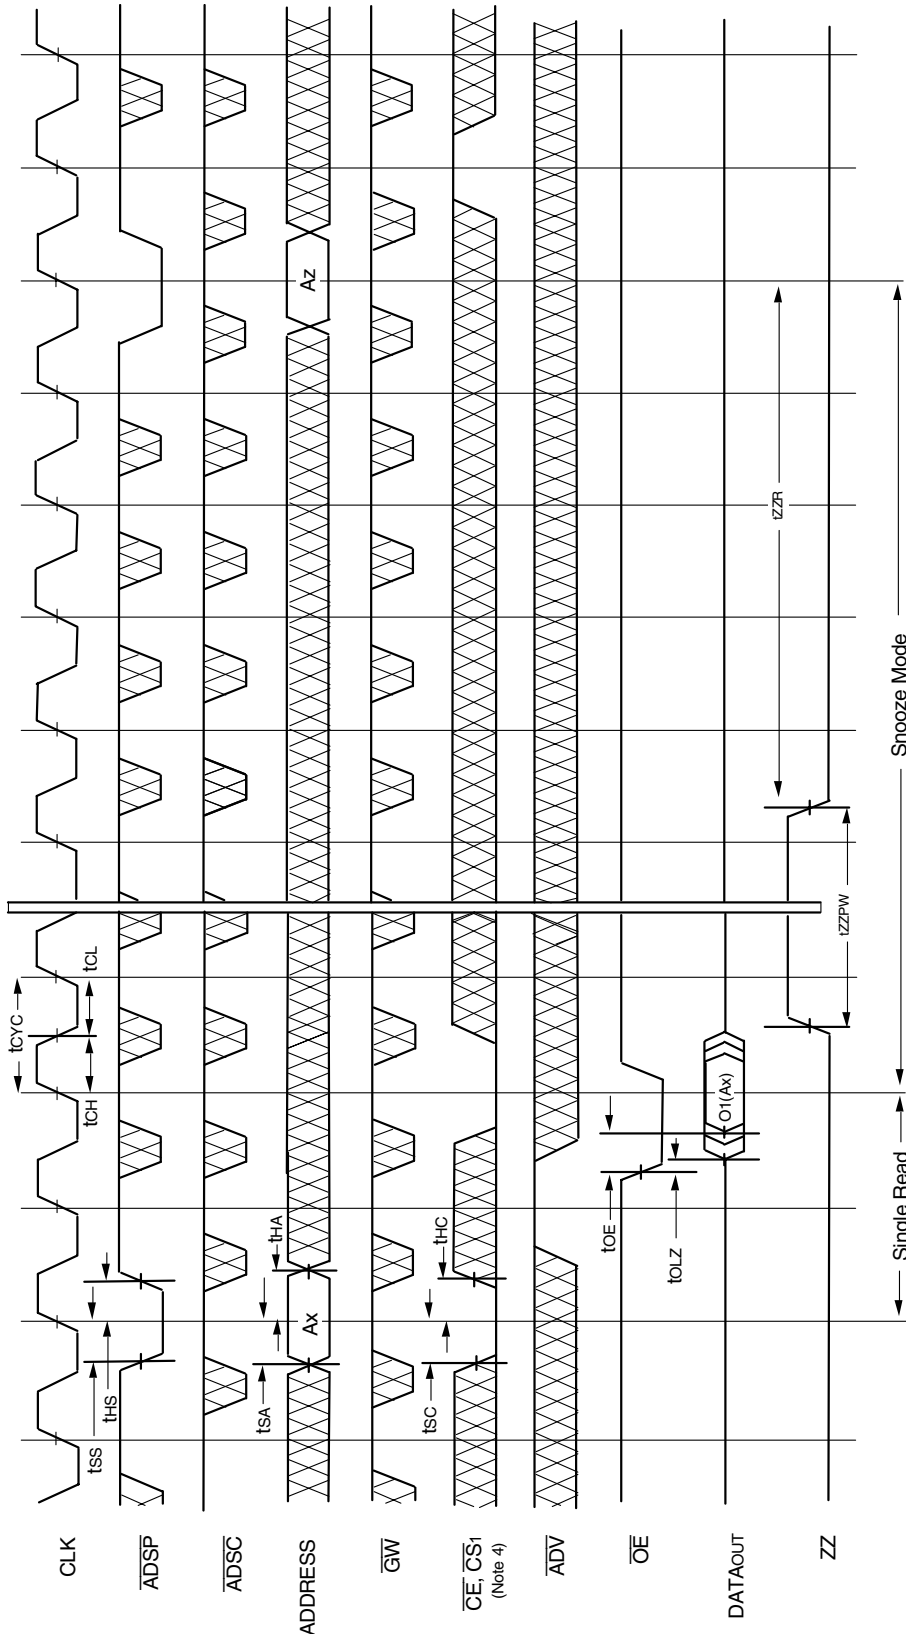 CLK
ADSP
ADSC
ADDRESS
GW
CE, CS1
(Note 4)
ADV
OE
DATAOUT
ZZ
tSS
tHS
tCH
tCYC
tCL
tSA
Ax
tHA
Az
tSC
tHC
tOE
tOLZ
O1(Ax)
tZZPW
tZZR
Single Read
Snooze Mode